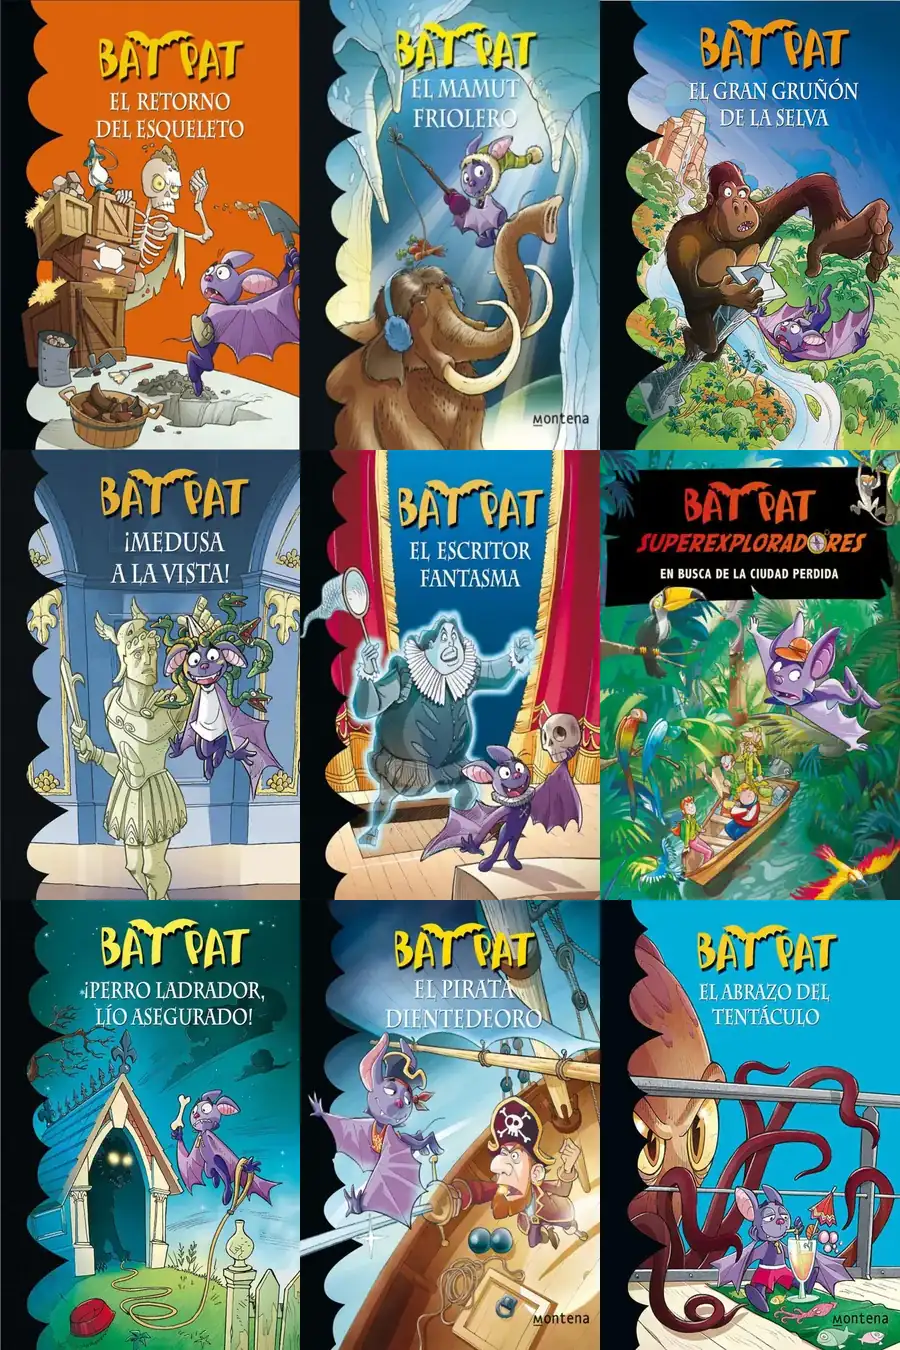 BAT PAT
EL RETORNO
DEL ESQUELETO
BAT PAT
EL MAMUT
FRIOLERO
montena
BAT PAT
EL GRAN GRUÑÓN
DE LA SELVA
BAT PAT
¡MEDUSA
A LA VISTA!
BAT PAT
EL ESCRITOR
FANTASMA
BAT PAT
SUPEREXPLORADORES
EN BUSCA DE LA CIUDAD PERDIDA
BAT PAT
¡PERRO LADRADOR,
LÍO ASEGURADO!
BAT PAT
EL PIRATA
DIENTEDEORO
montena
BAT PAT
EL ABRAZO DEL
TENTÁCULO
montena